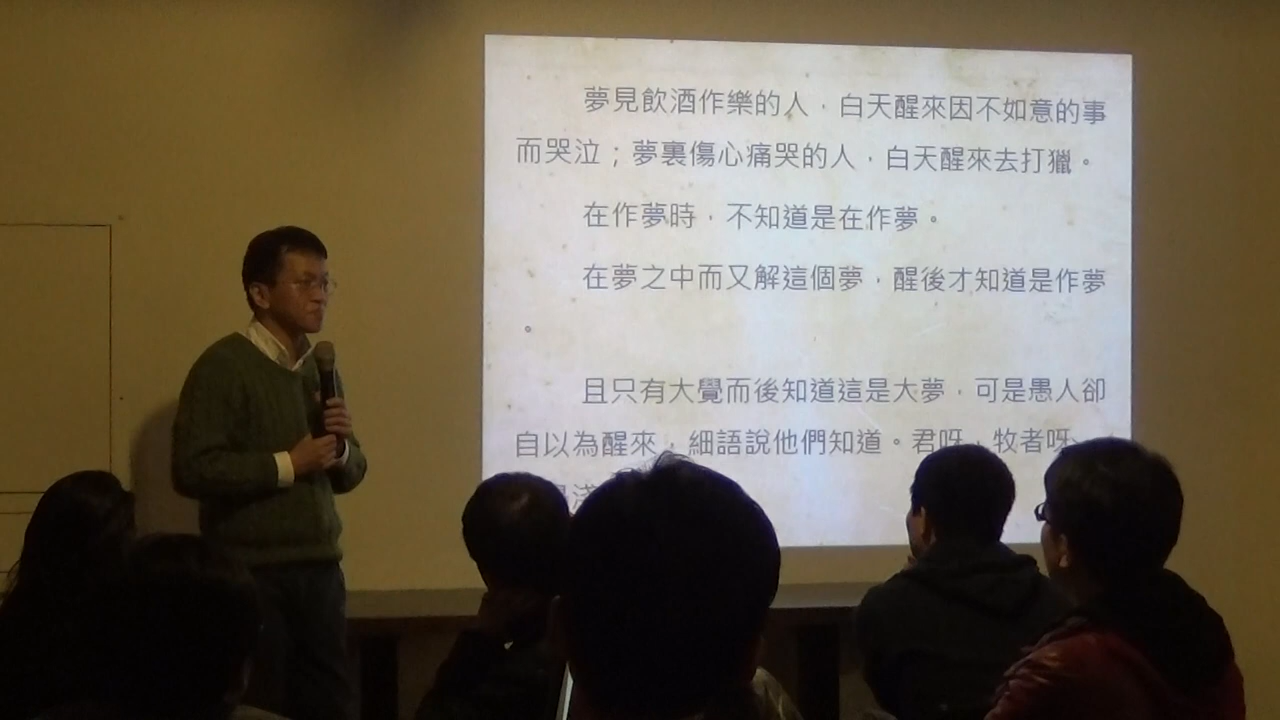 夢見飲酒作樂的人，白天醒來因不如意的事
而哭泣；夢裏傷心痛哭的人，白天醒來去打獵。
在作夢時，不知道是在作夢。
在夢之中而又解這個夢，醒後才知道是作夢
。
且只有大覺而後知道這是大夢，可是愚人卻
自以為醒來，細語說他們知道。君呀，牧者呀